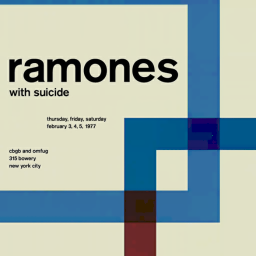 ramones
with suicide
thursday, friday, saturday
february 3, 4, 5, 1977
cbgb and omfug
315 bowery
new york city